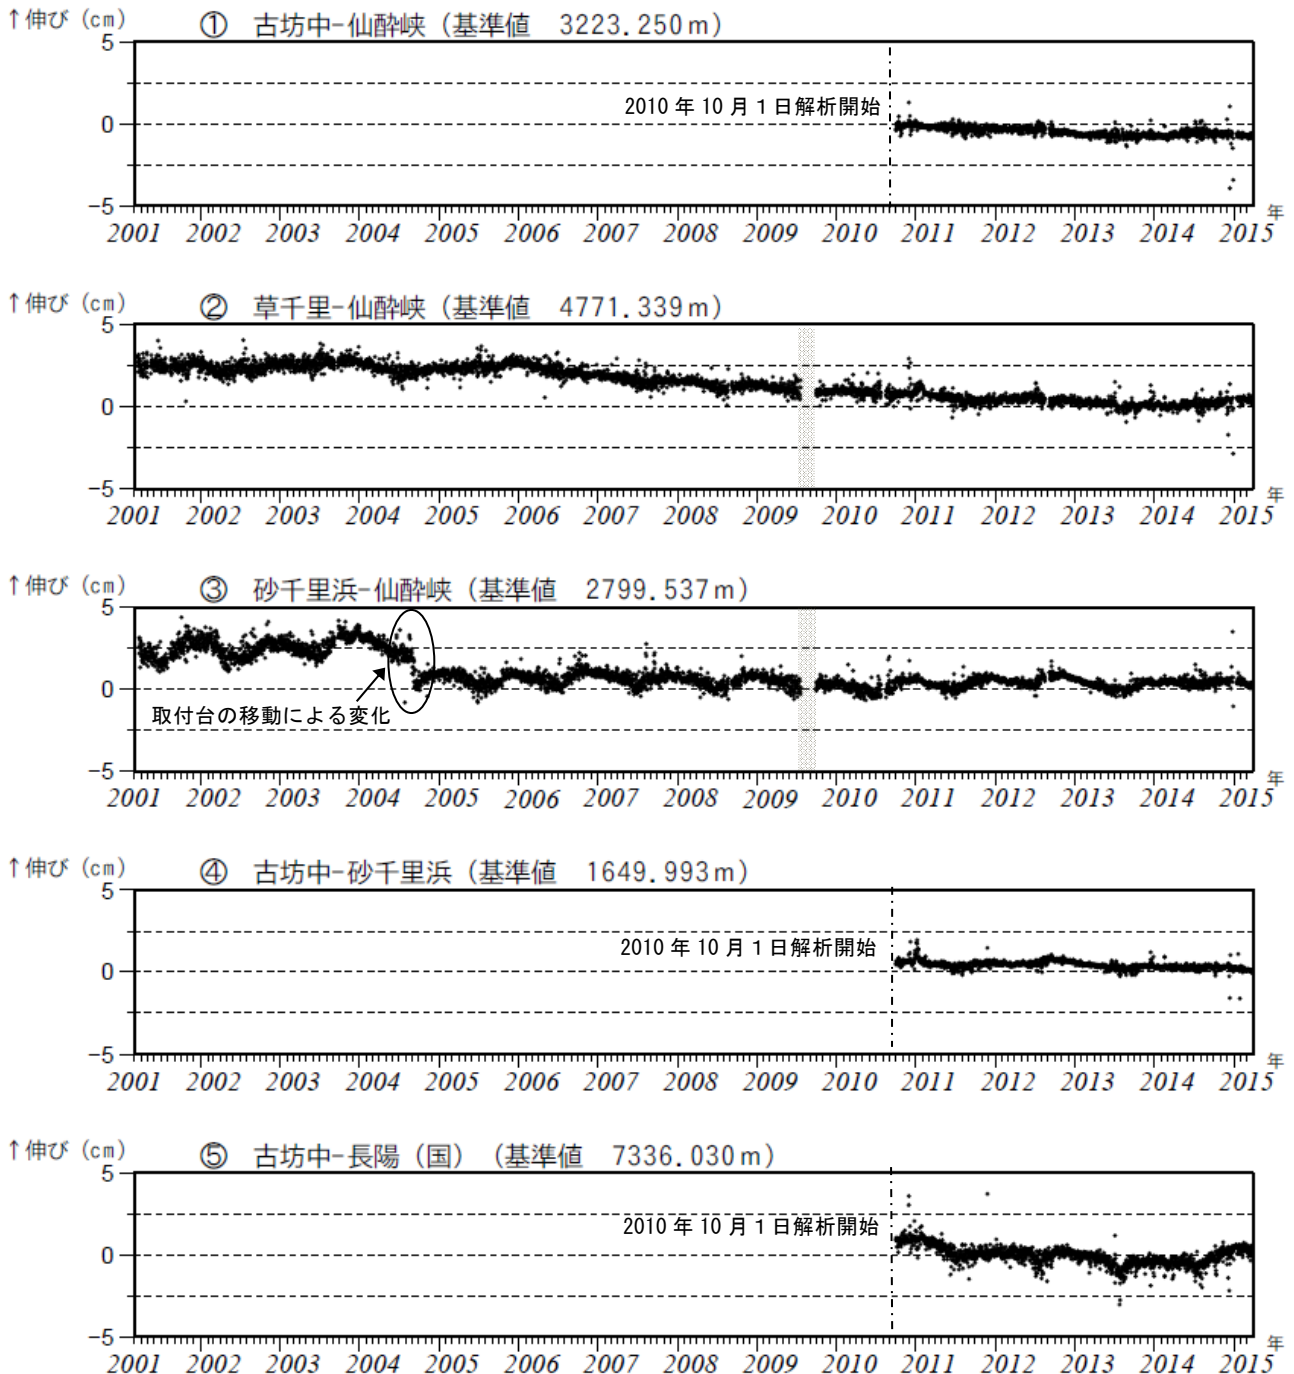 ↑伸び（cm） ① 古坊中−仙酔峡（基準値 3223.250m）
5
2010年10月1日解析開始
0
−5
2001 2002 2003 2004 2005 2006 2007 2008 2009 2010 2011 2012 2013 2014 2015 年
↑伸び（cm） ② 草千里−仙酔峡（基準値 4771.339m）
5
0
−5
2001 2002 2003 2004 2005 2006 2007 2008 2009 2010 2011 2012 2013 2014 2015 年
↑伸び（cm） ③ 砂千里浜−仙酔峡（基準値 2799.537m）
5
0
取付台の移動による変化
−5
2001 2002 2003 2004 2005 2006 2007 2008 2009 2010 2011 2012 2013 2014 2015 年
↑伸び（cm） ④ 古坊中−砂千里浜（基準値 1649.993m）
5
2010年10月1日解析開始
0
−5
2001 2002 2003 2004 2005 2006 2007 2008 2009 2010 2011 2012 2013 2014 2015 年
↑伸び（cm） ⑤ 古坊中−長陽（国）（基準値 7336.030m）
5
2010年10月1日解析開始
0
−5
2001 2002 2003 2004 2005 2006 2007 2008 2009 2010 2011 2012 2013 2014 2015 年